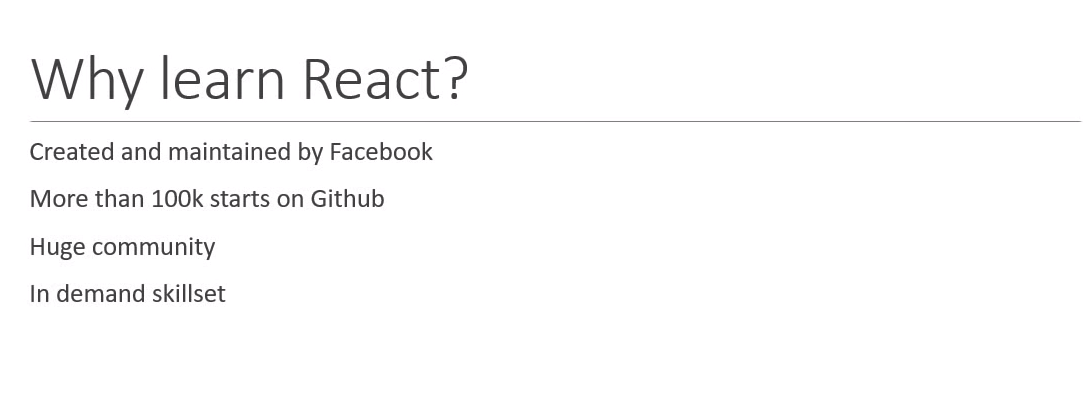 Why learn React?
Created and maintained by Facebook
More than 100k starts on Github
Huge community
In demand skillset